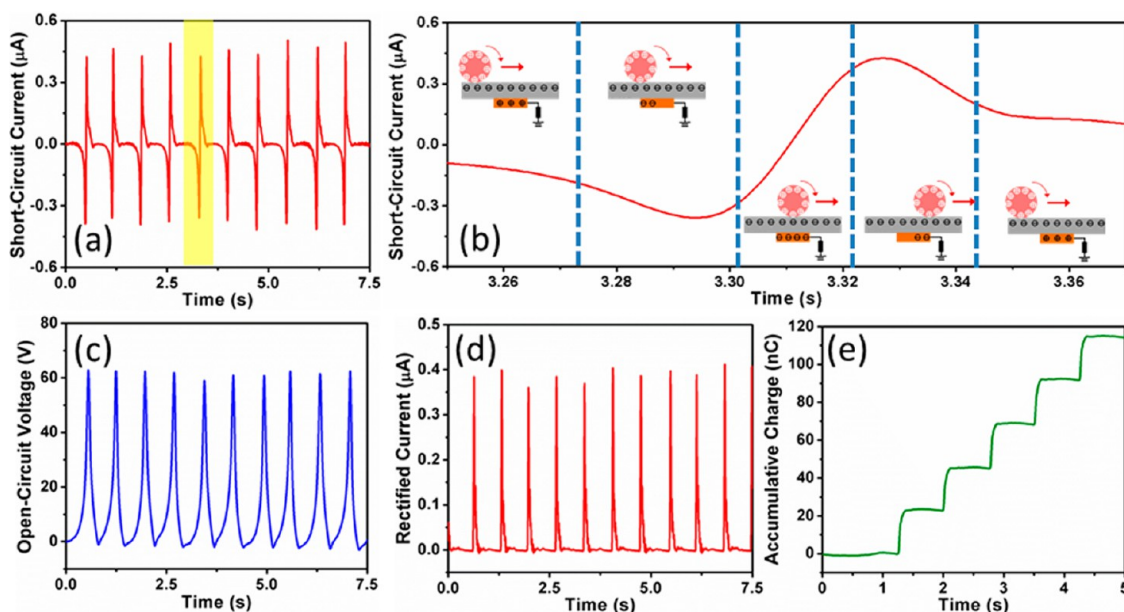 0.6
0.3
0.0
-0.3
-0.6
Short-Circuit Current (μA)
(a)
0.0 2.5 5.0 7.5
Time (s)
0.6
0.3
0.0
-0.3
-0.6
Short-Circuit Current (μA)
(b)
3.26 3.28 3.30 3.32 3.34 3.36
Time (s)
80
60
40
20
0
Open-Circuit Voltage (V)
(c)
0.0 2.5 5.0 7.5
Time (s)
0.5
0.4
0.3
0.2
0.1
0.0
Rectified Current (μA)
(d)
0.0 2.5 5.0 7.5
Time (s)
120
100
80
60
40
20
0
Accumulative Charge (nC)
(e)
0 1 2 3 4 5
Time (s)